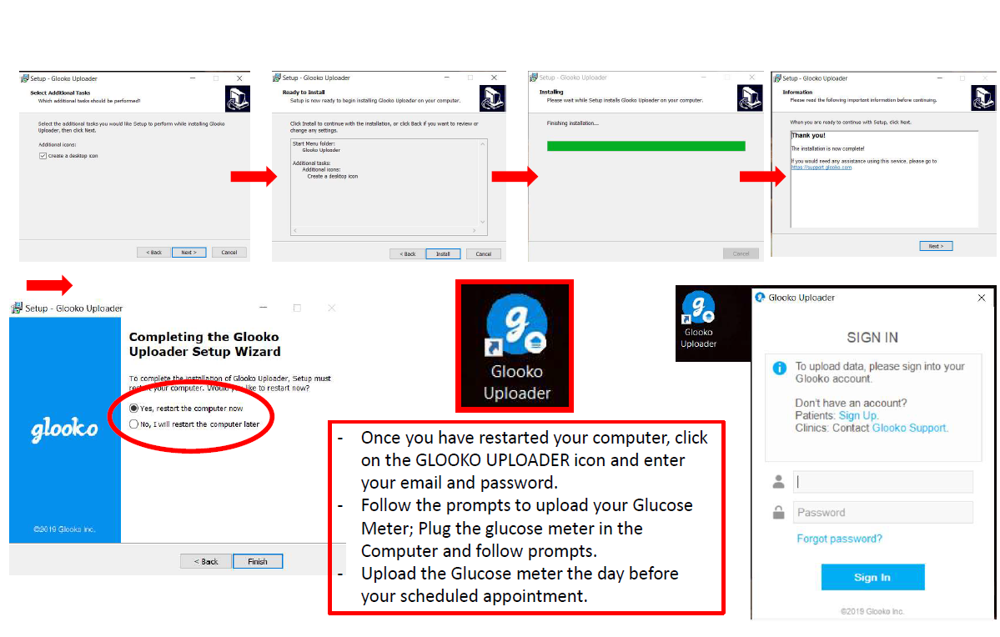 Setup - Glooko Uploader
Select Additional Tasks
Which additional tasks should be performed?
Select the additional tasks you would like Setup to perform while installing Glooko
Uploader, then click Next.
Additional icons:
Create a desktop icon
< Back
Next >
Cancel
Setup - Glooko Uploader
Ready to Install
Setup is now ready to begin installing Glooko Uploader on your computer.
Click Install to continue with the installation, or click Back if you want to review or
change any settings.
Start Menu folder:
Glooko Uploader
Additional tasks:
Additional icons:
Create a desktop icon
< Back
Install
Cancel
Setup - Glooko Uploader
Installing
Please wait while Setup installs Glooko Uploader on your computer.
Finishing installation...
Cancel
Setup - Glooko Uploader
Information
Please read the following important information before continuing.
When you are ready to continue with Setup, click Next.
Thank you!
The installation is now complete!
If you would need any assistance using this service, please go to
https://support.glooko.com
Next >
Setup - Glooko Uploader
Completing the Glooko
Uploader Setup Wizard
To complete the installation of Glooko Uploader, Setup must
restart your computer. Would you like to restart now?
Yes, restart the computer now
No, I will restart the computer later
glooko
©2019 Glooko Inc.
< Back
Finish
g
Glooko
Uploader
- Once you have restarted your computer, click
on the GLOOKO UPLOADER icon and enter
your email and password.
- Follow the prompts to upload your Glucose
Meter; Plug the glucose meter in the
Computer and follow prompts.
- Upload the Glucose meter the day before
your scheduled appointment.
g
Glooko
Uploader
Glooko Uploader
SIGN IN
To upload data, please sign into your
Glooko account.
Don't have an account?
Patients: Sign Up.
Clinics: Contact Glooko Support.
Password
Forgot password?
Sign In
©2019 Glooko Inc.